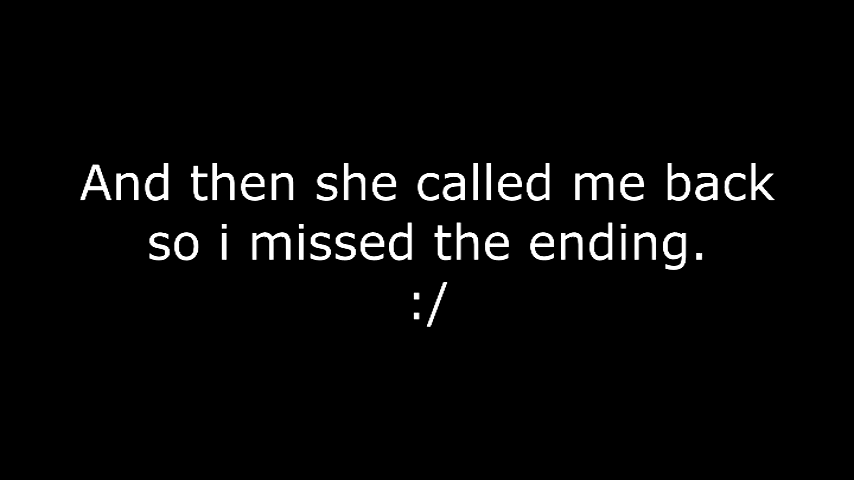 And then she called me back
so i missed the ending.
:/